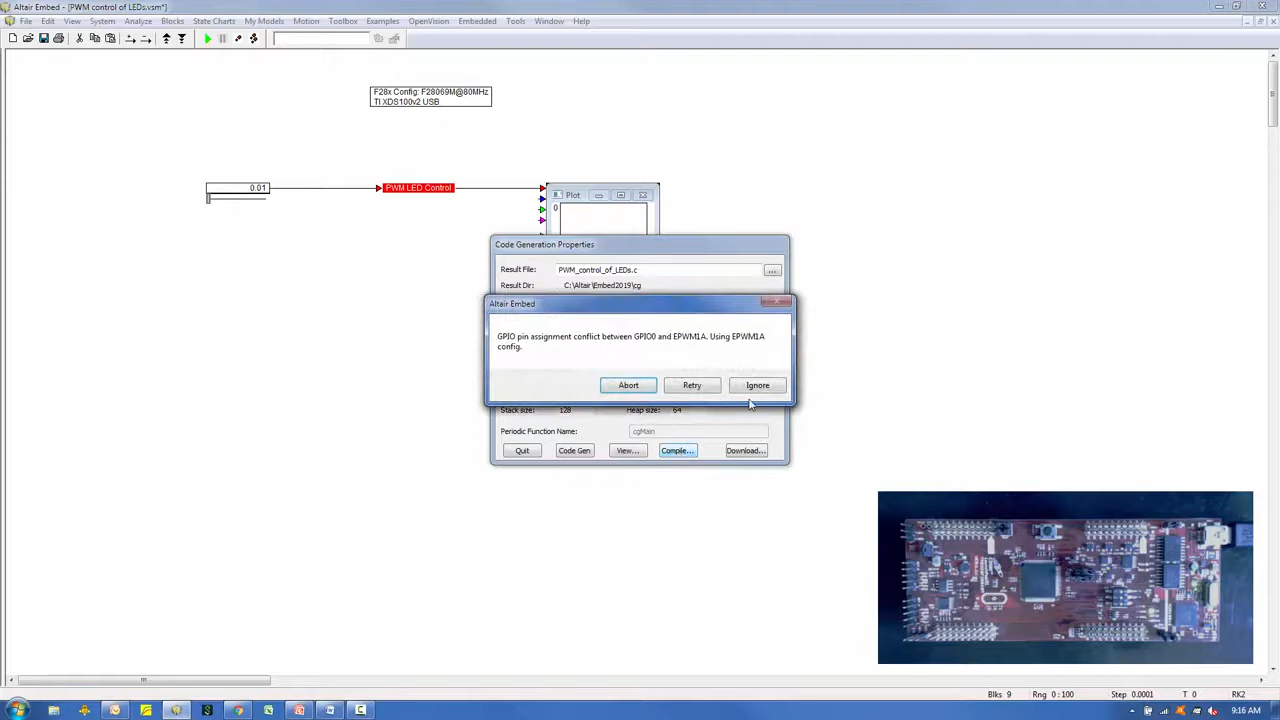 Altair Embed - [PWM control of LEDs.vsm*]
File Edit View System Analyze Blocks State Charts My Models Motion Toolbox Examples OpenVision Embedded Tools Window Help
F28x Config: F28069M@80MHz
TI XDS100v2 USB
0.01
PWM LED Control
Plot
0
Code Generation Properties
Result File: PWM_control_of_LEDs.c ...
Result Dir: C:\Altair\Embed2019\cg
Altair Embed
GPIO pin assignment conflict between GPIO0 and EPWM1A. Using EPWM1A
config.
Abort Retry Ignore
Stack size: 128 Heap size: 64
Periodic Function Name: cgMain
Quit Code Gen View... Compile... Download...
Blks 9 Rng 0 : 100 Step 0.0001 T 0 RK2
9:16 AM